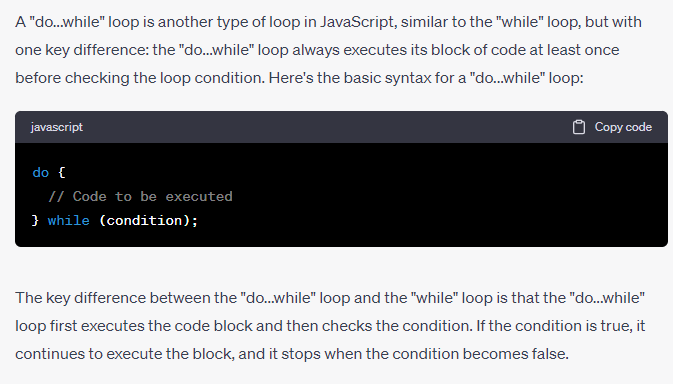 A "do...while" loop is another type of loop in JavaScript, similar to the "while" loop, but with
one key difference: the "do...while" loop always executes its block of code at least once
before checking the loop condition. Here's the basic syntax for a "do...while" loop:
javascript Copy code
do {
  // Code to be executed
} while (condition);
The key difference between the "do...while" loop and the "while" loop is that the "do...while"
loop first executes the code block and then checks the condition. If the condition is true, it
continues to execute the block, and it stops when the condition becomes false.